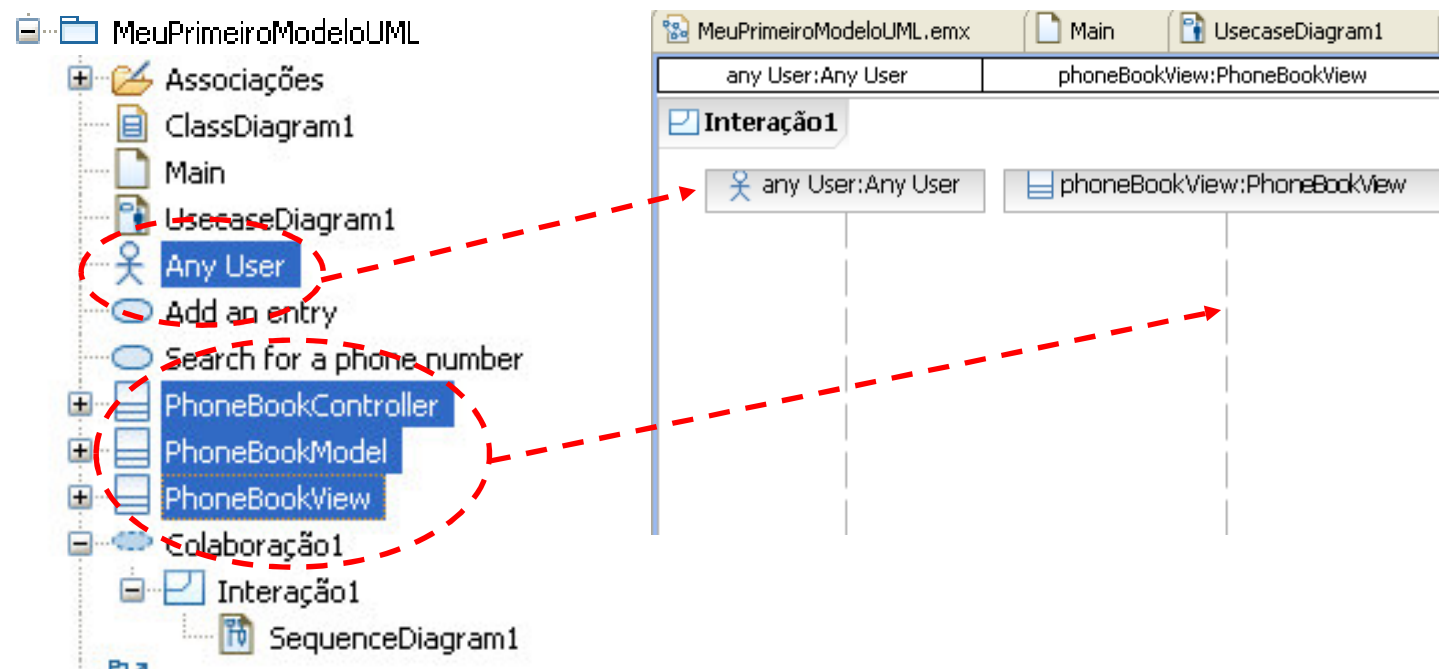 MeuPrimeiroModeloUML
Associações
ClassDiagram1
Main
UsecaseDiagram1
Any User
Add an entry
Search for a phone number
PhoneBookController
PhoneBookModel
PhoneBookView
Colaboração1
Interação1
SequenceDiagram1
MeuPrimeiroModeloUML.emx Main UsecaseDiagram1
any User:Any User phoneBookView:PhoneBookView
Interação1
any User:Any User phoneBookView:PhoneBookView